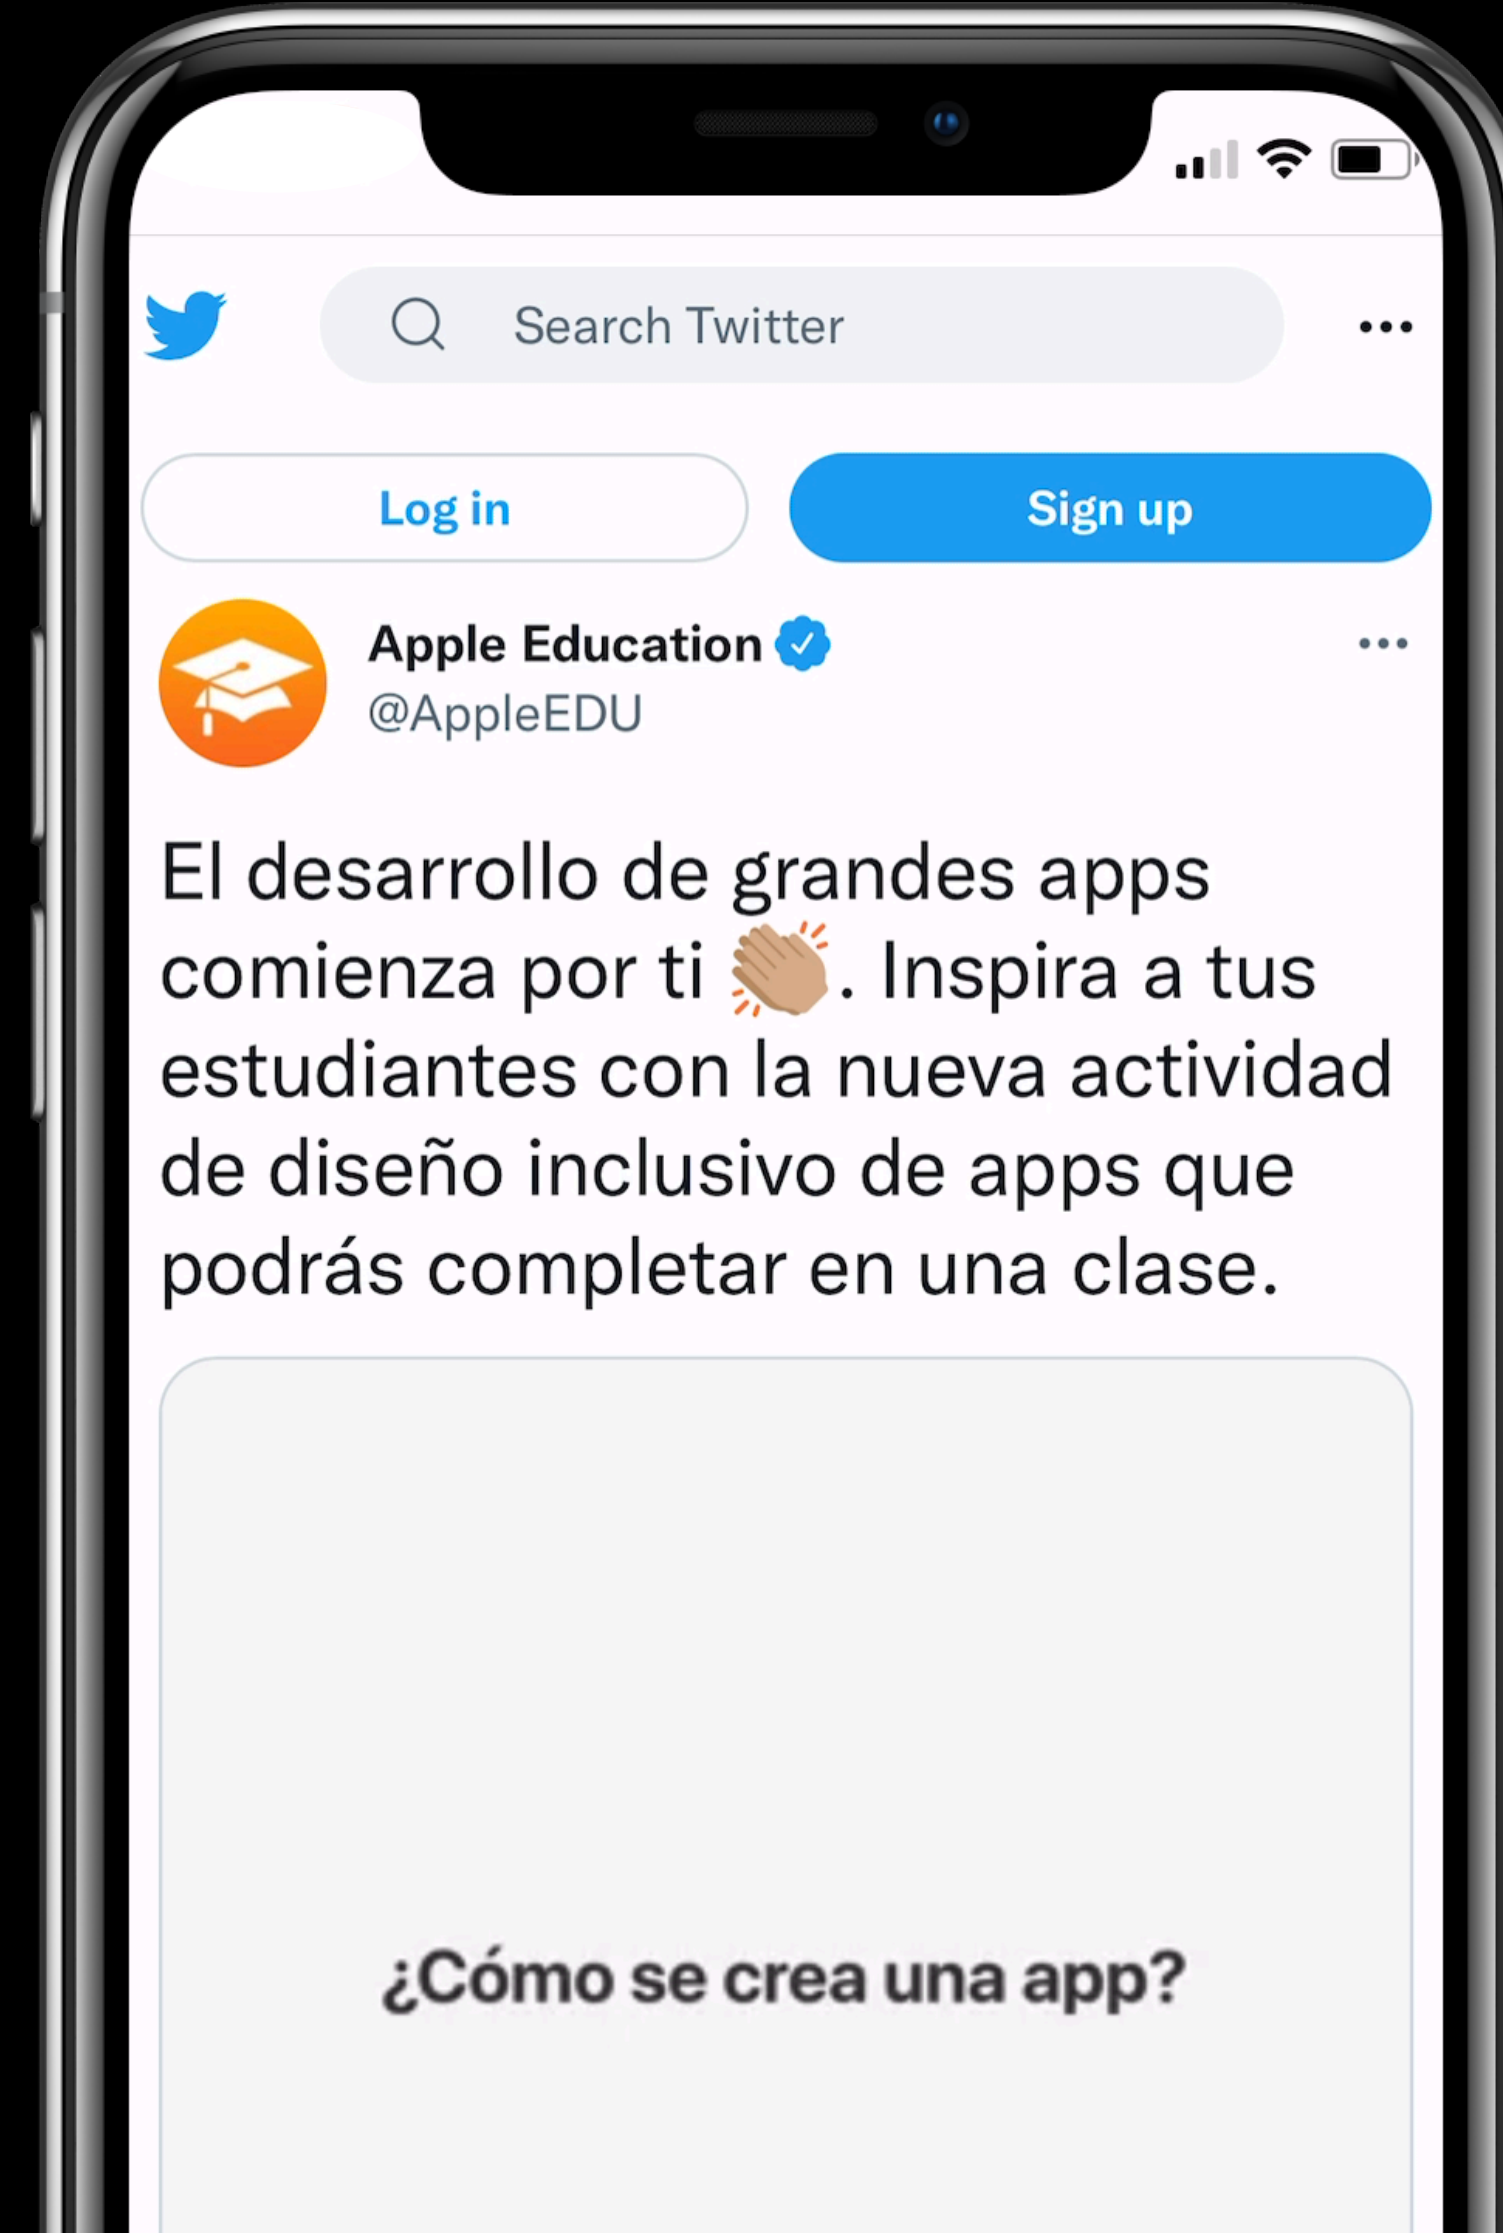 Search Twitter
Log in
Sign up
Apple Education
@AppleEDU
El desarrollo de grandes apps
comienza por ti 👏🏼. Inspira a tus
estudiantes con la nueva actividad
de diseño inclusivo de apps que
podrás completar en una clase.
¿Cómo se crea una app?